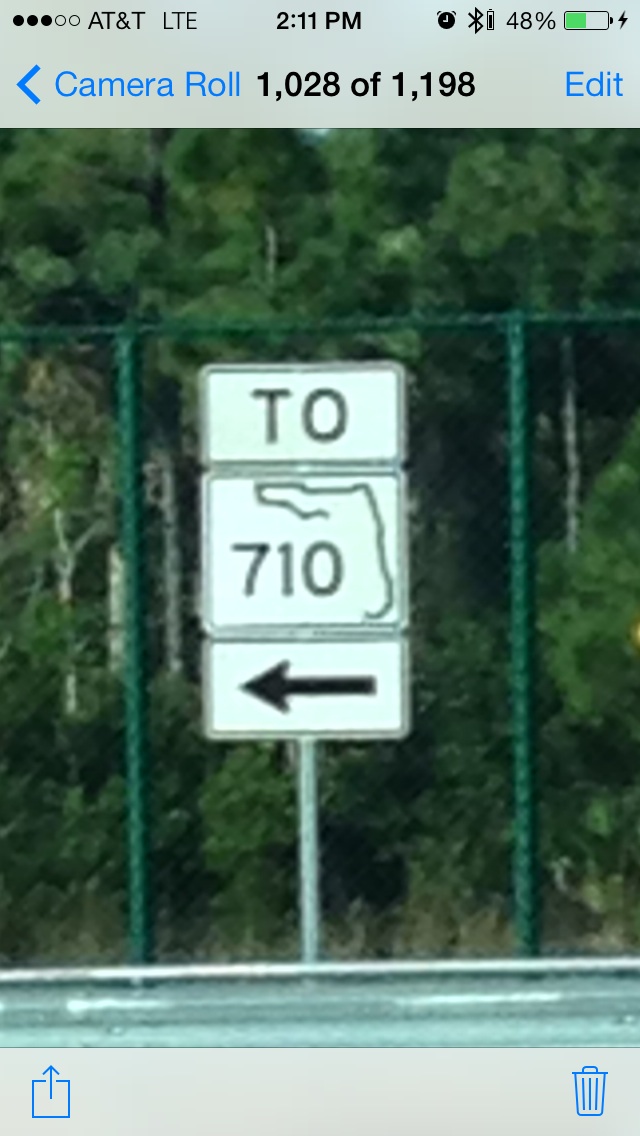 ●●●○○ AT&T LTE 2:11 PM 48%
Camera Roll 1,028 of 1,198 Edit
TO
710